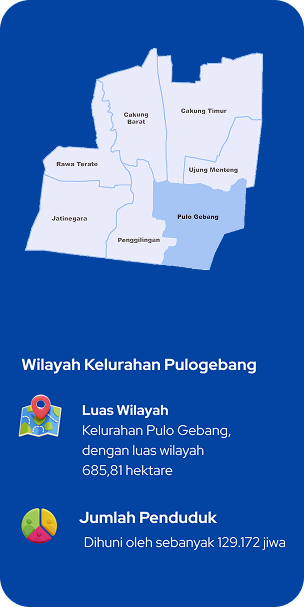 Cakung
Barat
Cakung Timur
Rawa Terate
Ujung Menteng
Jatinegara
Pulo Gebang
Penggilingan
Wilayah Kelurahan Pulogebang
Luas Wilayah
Kelurahan Pulo Gebang,
dengan luas wilayah
685,81 hektare
Jumlah Penduduk
Dihuni oleh sebanyak 129.172 jiwa